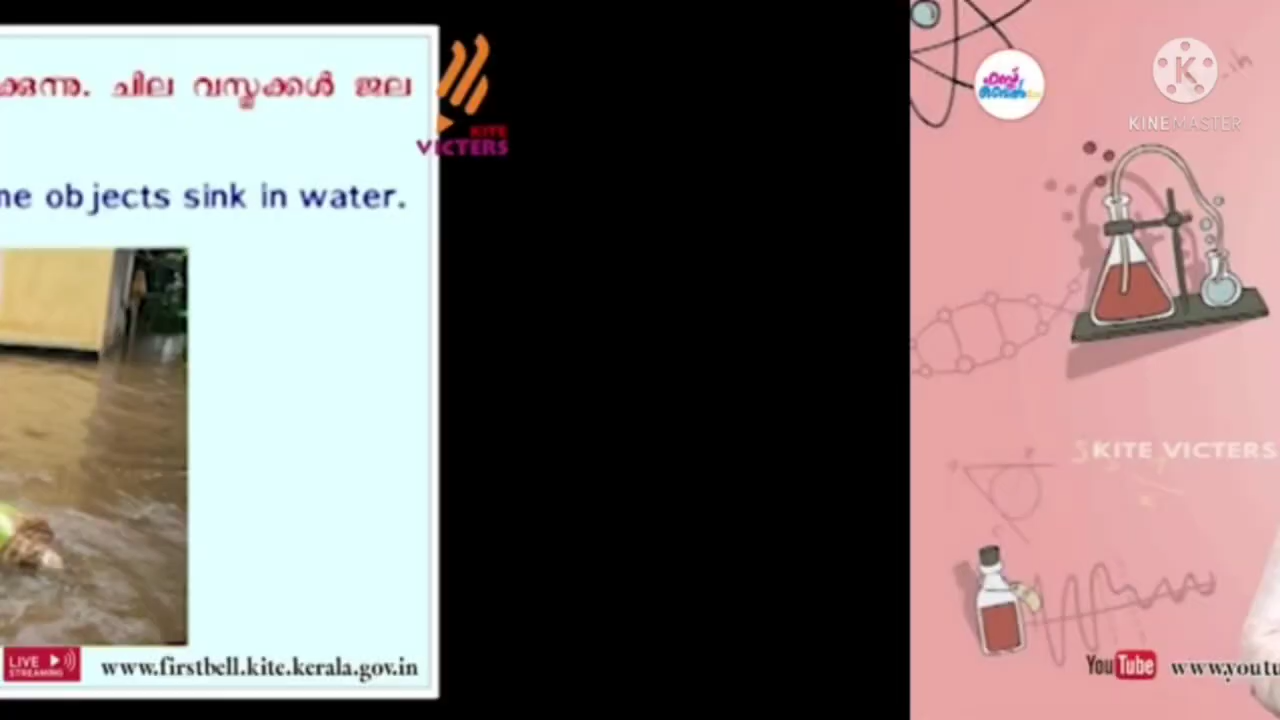 ക്കുന്നു. ചില വസ്തുക്കൾ ജല
me objects sink in water.
KITE
VICTERS
LIVE
STREAMING
www.firstbell.kite.kerala.gov.in
KINEMASTER
KITE VICTERS
YouTube www.youtu